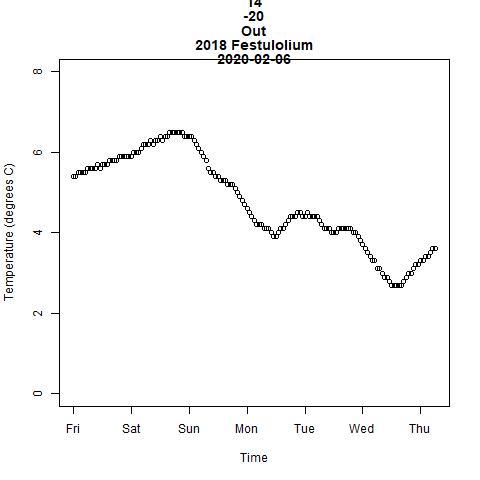 14
-20
Out
2018 Festulolium
2020-02-06
8
6
4
2
0
Temperature (degrees C)
Fri Sat Sun Mon Tue Wed Thu
Time